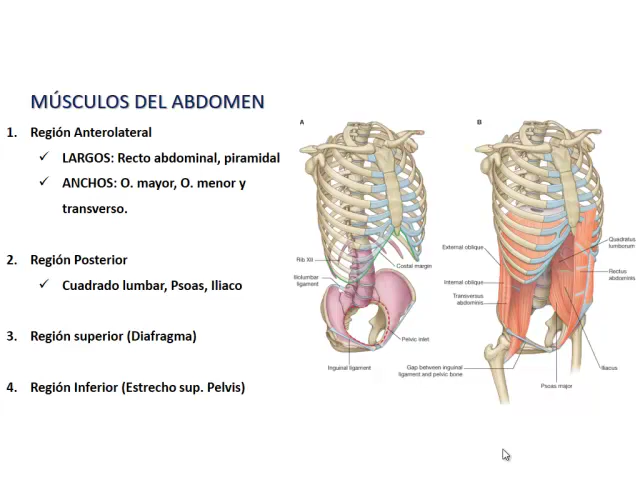 MÚSCULOS DEL ABDOMEN
1. Región Anterolateral
✓ LARGOS: Recto abdominal, piramidal
✓ ANCHOS: O. mayor, O. menor y
transverso.
2. Región Posterior
✓ Cuadrado lumbar, Psoas, Iliaco
3. Región superior (Diafragma)
4. Región Inferior (Estrecho sup. Pelvis)
A
Rib XII
Iliolumbar
ligament
Costal margin
Pelvic inlet
Inguinal ligament
B
External oblique
Internal oblique
Transversus
abdominis
Quadratus
lumborum
Rectus
abdominis
Gap between inguinal
ligament and pelvic bone
Iliacus
Psoas major